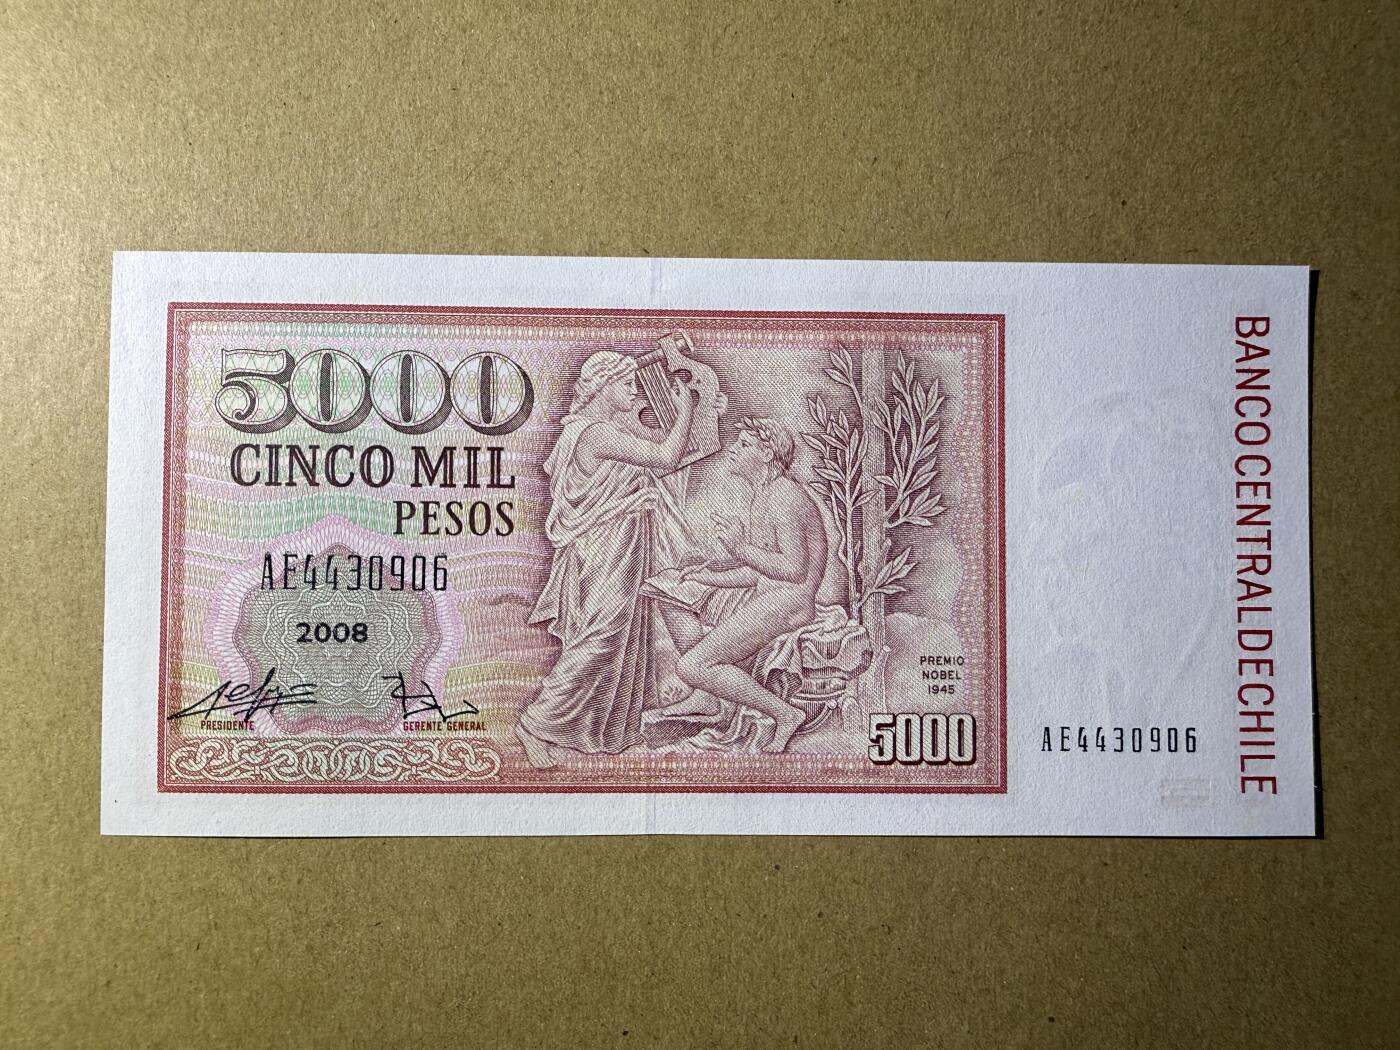 5000
CINCO MIL
PESOS
AE4430906
2008
PRESIDENTE
GERENTE GENERAL
PREMIO
NOBEL
1945
5000
AE4430906
BANCO CENTRAL DE CHILE